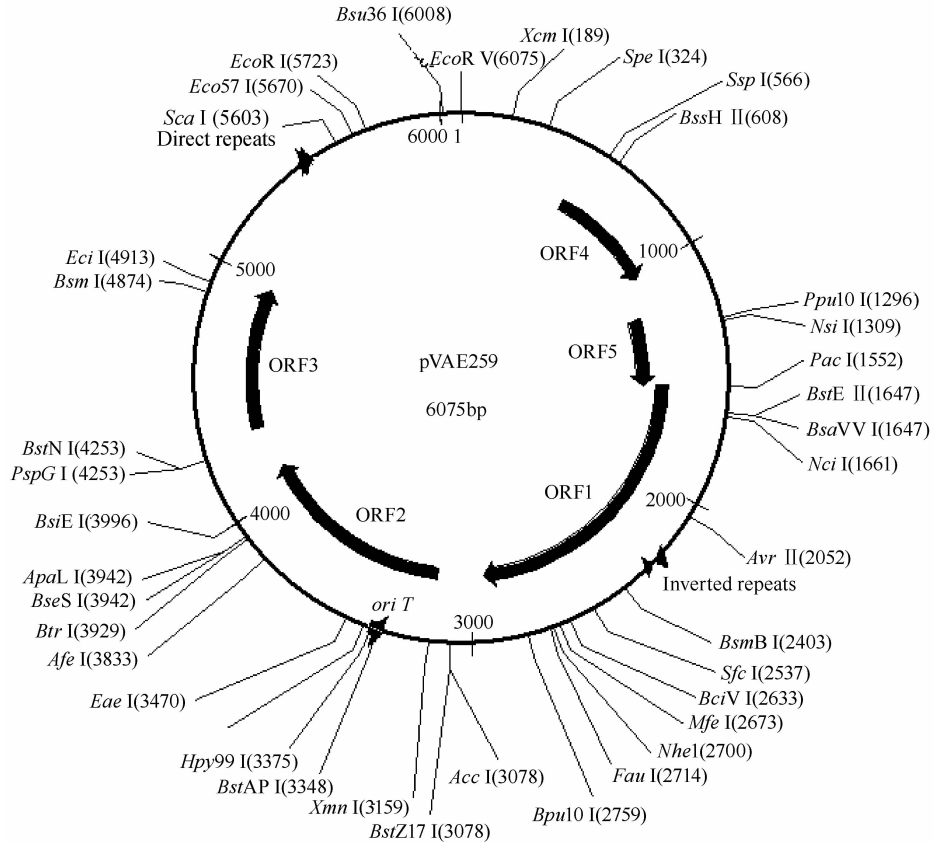 Bsu36 I(6008)
EcoR V(6075)
Xcm I(189)
Spe I(324)
Ssp I(566)
BssH Ⅱ(608)
EcoR I(5723)
Eco57 I(5670)
Sca I (5603)
Direct repeats
6000
1
1000
ORF4
Eci I(4913)
Bsm I(4874)
5000
Ppu10 I(1296)
Nsi I(1309)
ORF3
pVAE259
6075bp
ORF5
Pac I(1552)
BstE Ⅱ(1647)
BsaVV I(1647)
Nci I(1661)
BstN I(4253)
PspG I (4253)
ORF1
2000
ORF2
4000
BsiE I(3996)
Avr Ⅱ(2052)
Inverted repeats
ApaL I(3942)
BseS I(3942)
Btr I(3929)
Afe I(3833)
ori T
3000
BsmB I(2403)
Sfc I(2537)
BciV I(2633)
Mfe I(2673)
Nhe1(2700)
Fau I(2714)
Bpu10 I(2759)
Eae I(3470)
Hpy99 I(3375)
BstAP I(3348)
Xmn I(3159)
Acc I(3078)
BstZ17 I(3078)